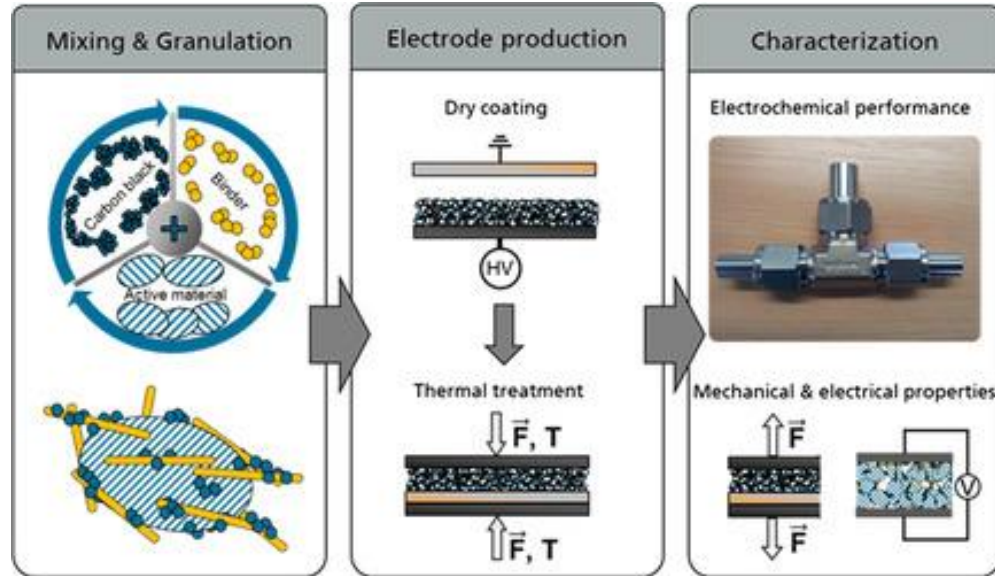 Mixing & Granulation
Carbon black
Binder
+
Active material
Electrode production
Dry coating
HV
Thermal treatment
F, T
F, T
Characterization
Electrochemical performance
Mechanical & electrical properties
F
V
F